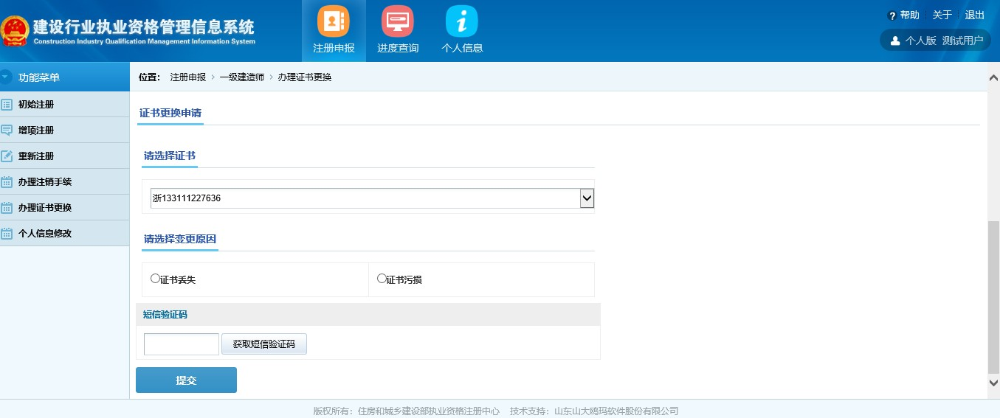 建设行业执业资格管理信息系统
Construction Industry Qualification Management Information System
注册申报 进度查询 个人信息
帮助 关于 退出
个人版 测试用户
功能菜单
初始注册
增项注册
重新注册
办理注销手续
办理证书更换
个人信息修改
位置： 注册申报 > 一级建造师 > 办理证书更换
证书更换申请
请选择证书
浙133111227636
请选择变更原因
证书丢失 证书污损
短信验证码
获取短信验证码
提交
版权所有：住房和城乡建设部执业资格注册中心 技术支持：山东山大鸥玛软件股份有限公司